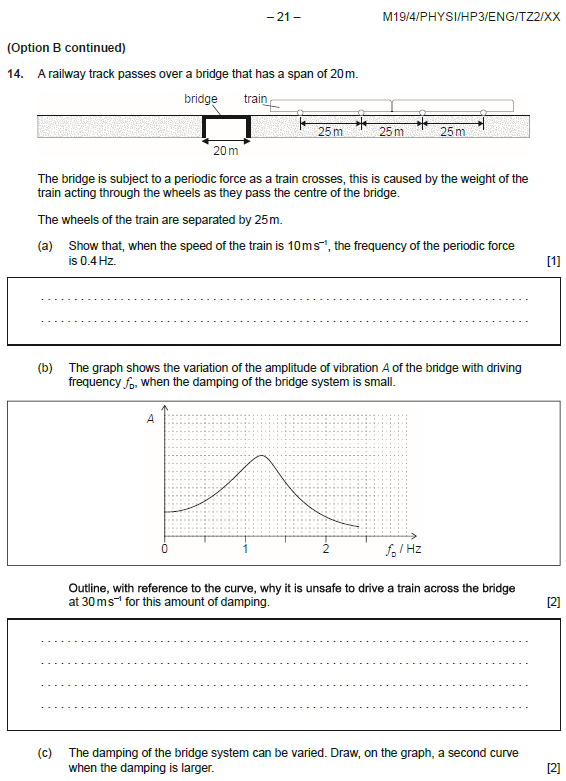 – 21 –
M19/4/PHYSI/HP3/ENG/TZ2/XX
(Option B continued)
14. A railway track passes over a bridge that has a span of 20 m.
bridge train
25 m 25 m 25 m
20 m
The bridge is subject to a periodic force as a train crosses, this is caused by the weight of the
train acting through the wheels as they pass the centre of the bridge.
The wheels of the train are separated by 25 m.
(a) Show that, when the speed of the train is 10 m s⁻¹, the frequency of the periodic force
is 0.4 Hz. [1]
(b) The graph shows the variation of the amplitude of vibration A of the bridge with driving
frequency f_D, when the damping of the bridge system is small.
A
0 1 2 f_D / Hz
Outline, with reference to the curve, why it is unsafe to drive a train across the bridge
at 30 m s⁻¹ for this amount of damping. [2]
(c) The damping of the bridge system can be varied. Draw, on the graph, a second curve
when the damping is larger. [2]